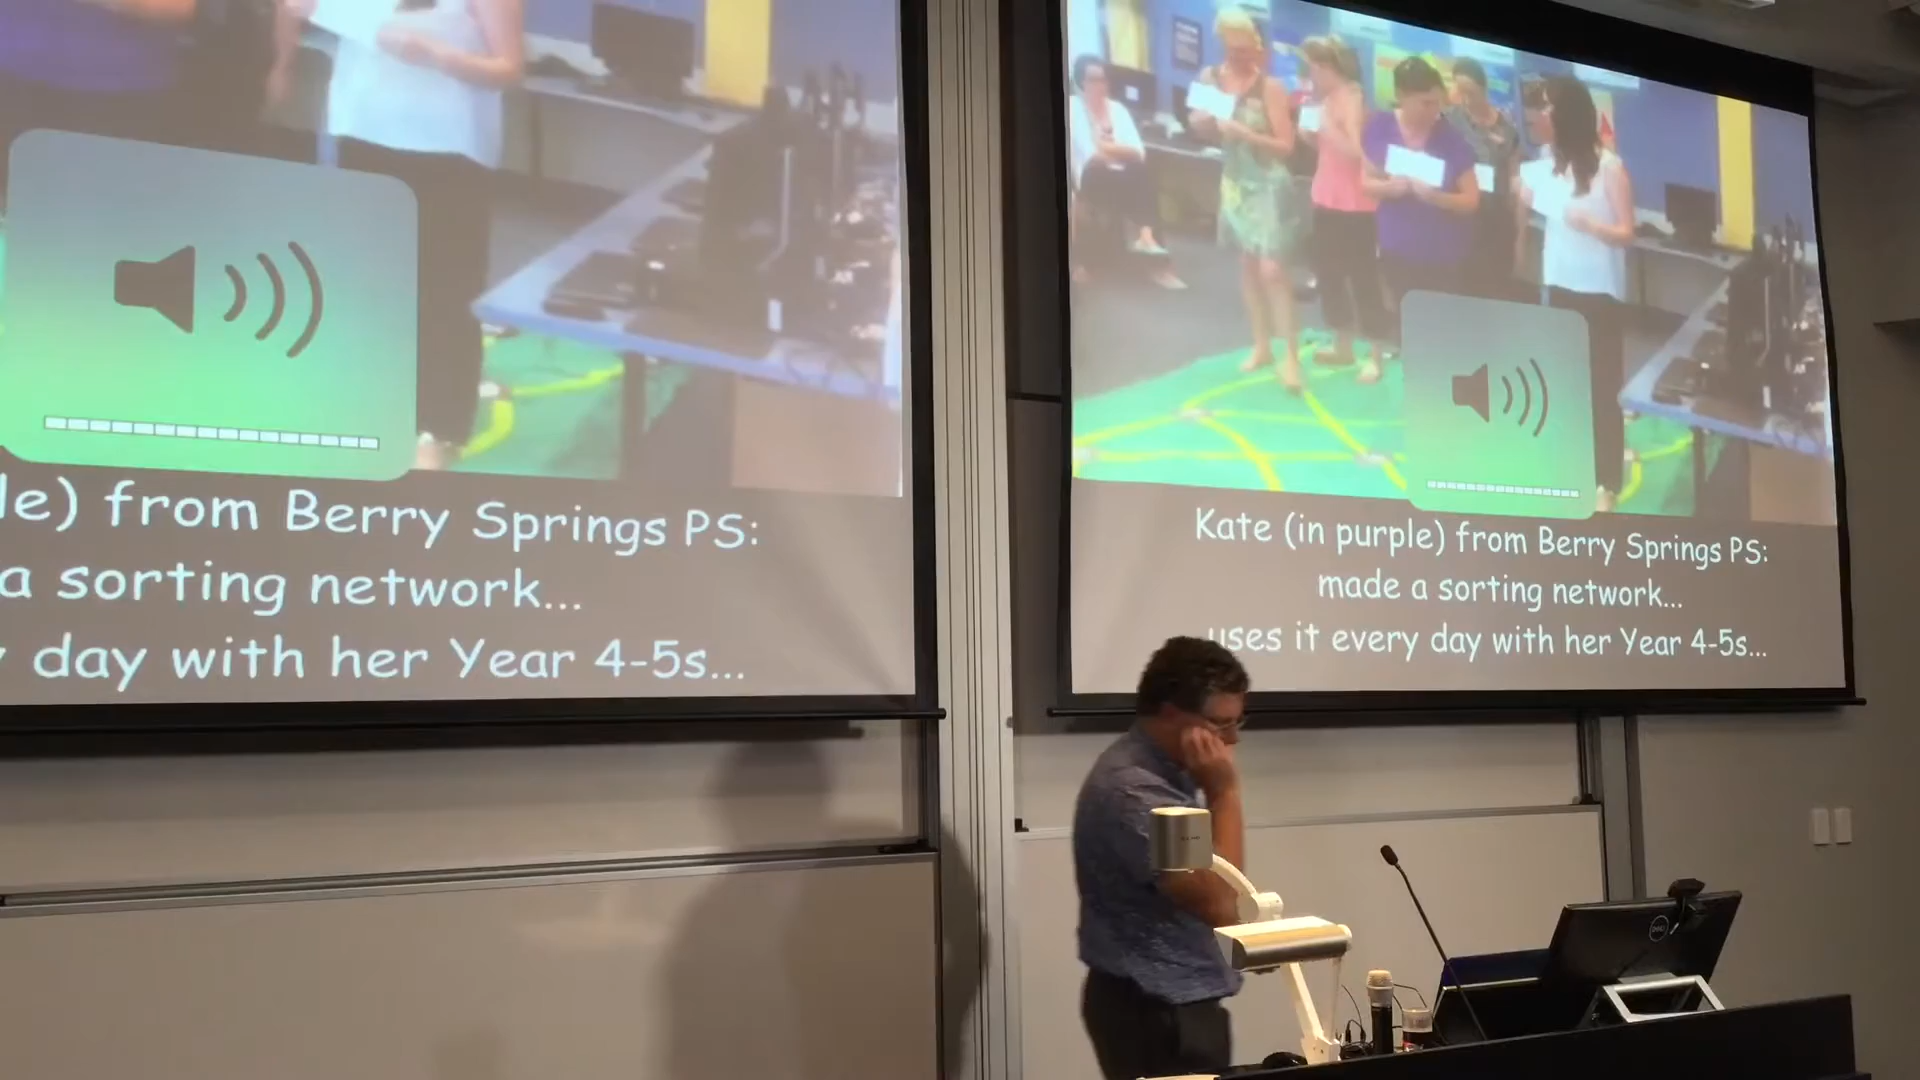 le) from Berry Springs PS:
a sorting network...
day with her Year 4-5s...
Kate (in purple) from Berry Springs PS:
made a sorting network...
uses it every day with her Year 4-5s...
DELL